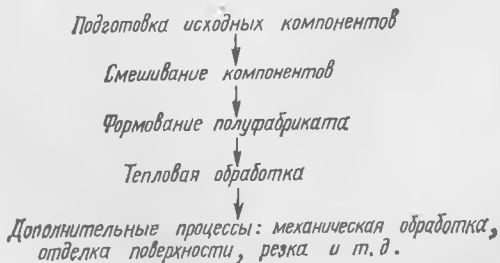 Подготовка исходных компонентов
Смешивание компонентов
Формование полуфабриката
Тепловая обработка
Дополнительные процессы: механическая обработка,
отделка поверхности, резка и т.д.